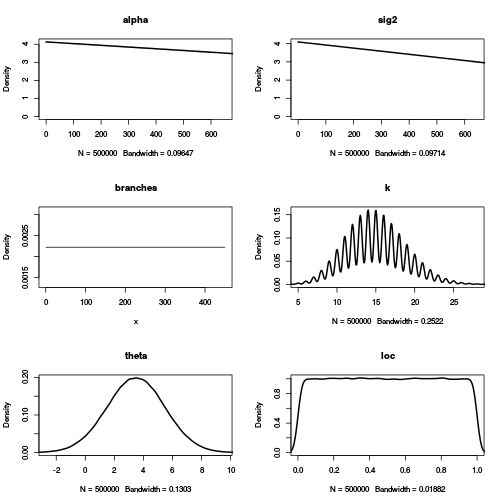 alpha
Density
0 1 2 3 4
0 100 200 300 400 500 600
N = 500000 Bandwidth = 0.09647
sig2
Density
0 1 2 3 4
0 100 200 300 400 500 600
N = 500000 Bandwidth = 0.09714
branches
Density
0.0015 0.0025
0 100 200 300 400
x
k
Density
0.00 0.05 0.10 0.15
5 10 15 20 25
N = 500000 Bandwidth = 0.2522
theta
Density
0.00 0.10 0.20
-2 0 2 4 6 8 10
N = 500000 Bandwidth = 0.1303
loc
Density
0.0 0.4 0.8
0.0 0.2 0.4 0.6 0.8 1.0
N = 500000 Bandwidth = 0.01882